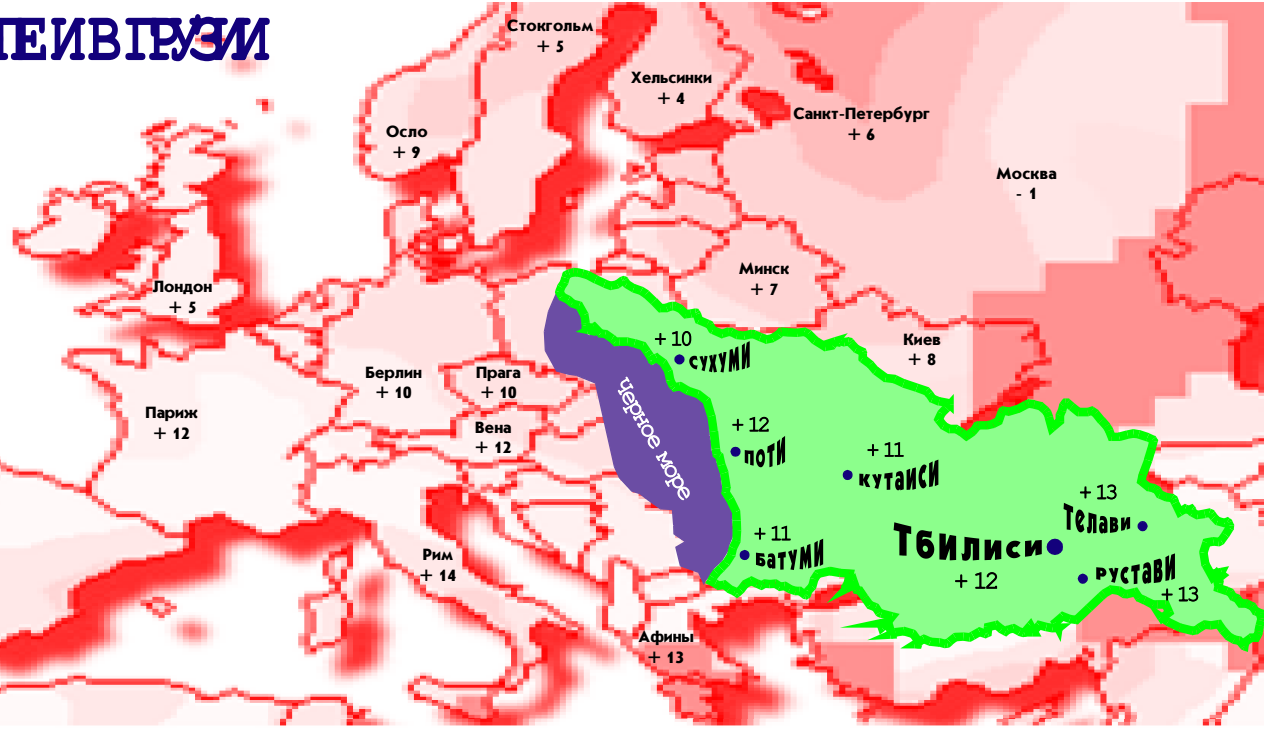 Стокгольм
+ 5
Хельсинки
+ 4
Санкт-Петербург
+ 6
Осло
+ 9
Москва
- 1
Лондон
+ 5
Минск
+ 7
Киев
+ 8
+ 10
сухуми
Берлин
+ 10
Прага
+ 10
Париж
+ 12
Вена
+ 12
Черное море
+ 12
поти
+ 11
кутаиси
+ 13
Телави
+ 11
батуми
Тбилиси
+ 12
рустави
+ 13
Рим
+ 14
Афины
+ 13